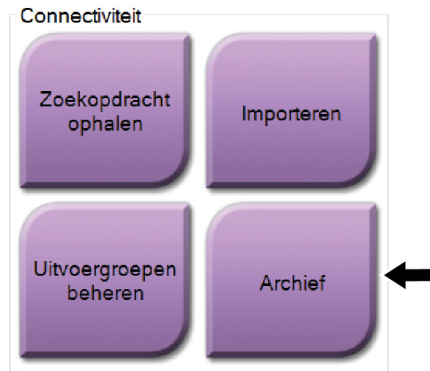 Connectiviteit
Zoekopdracht
ophalen
Importeren
Uitvoergroepen
beheren
Archief